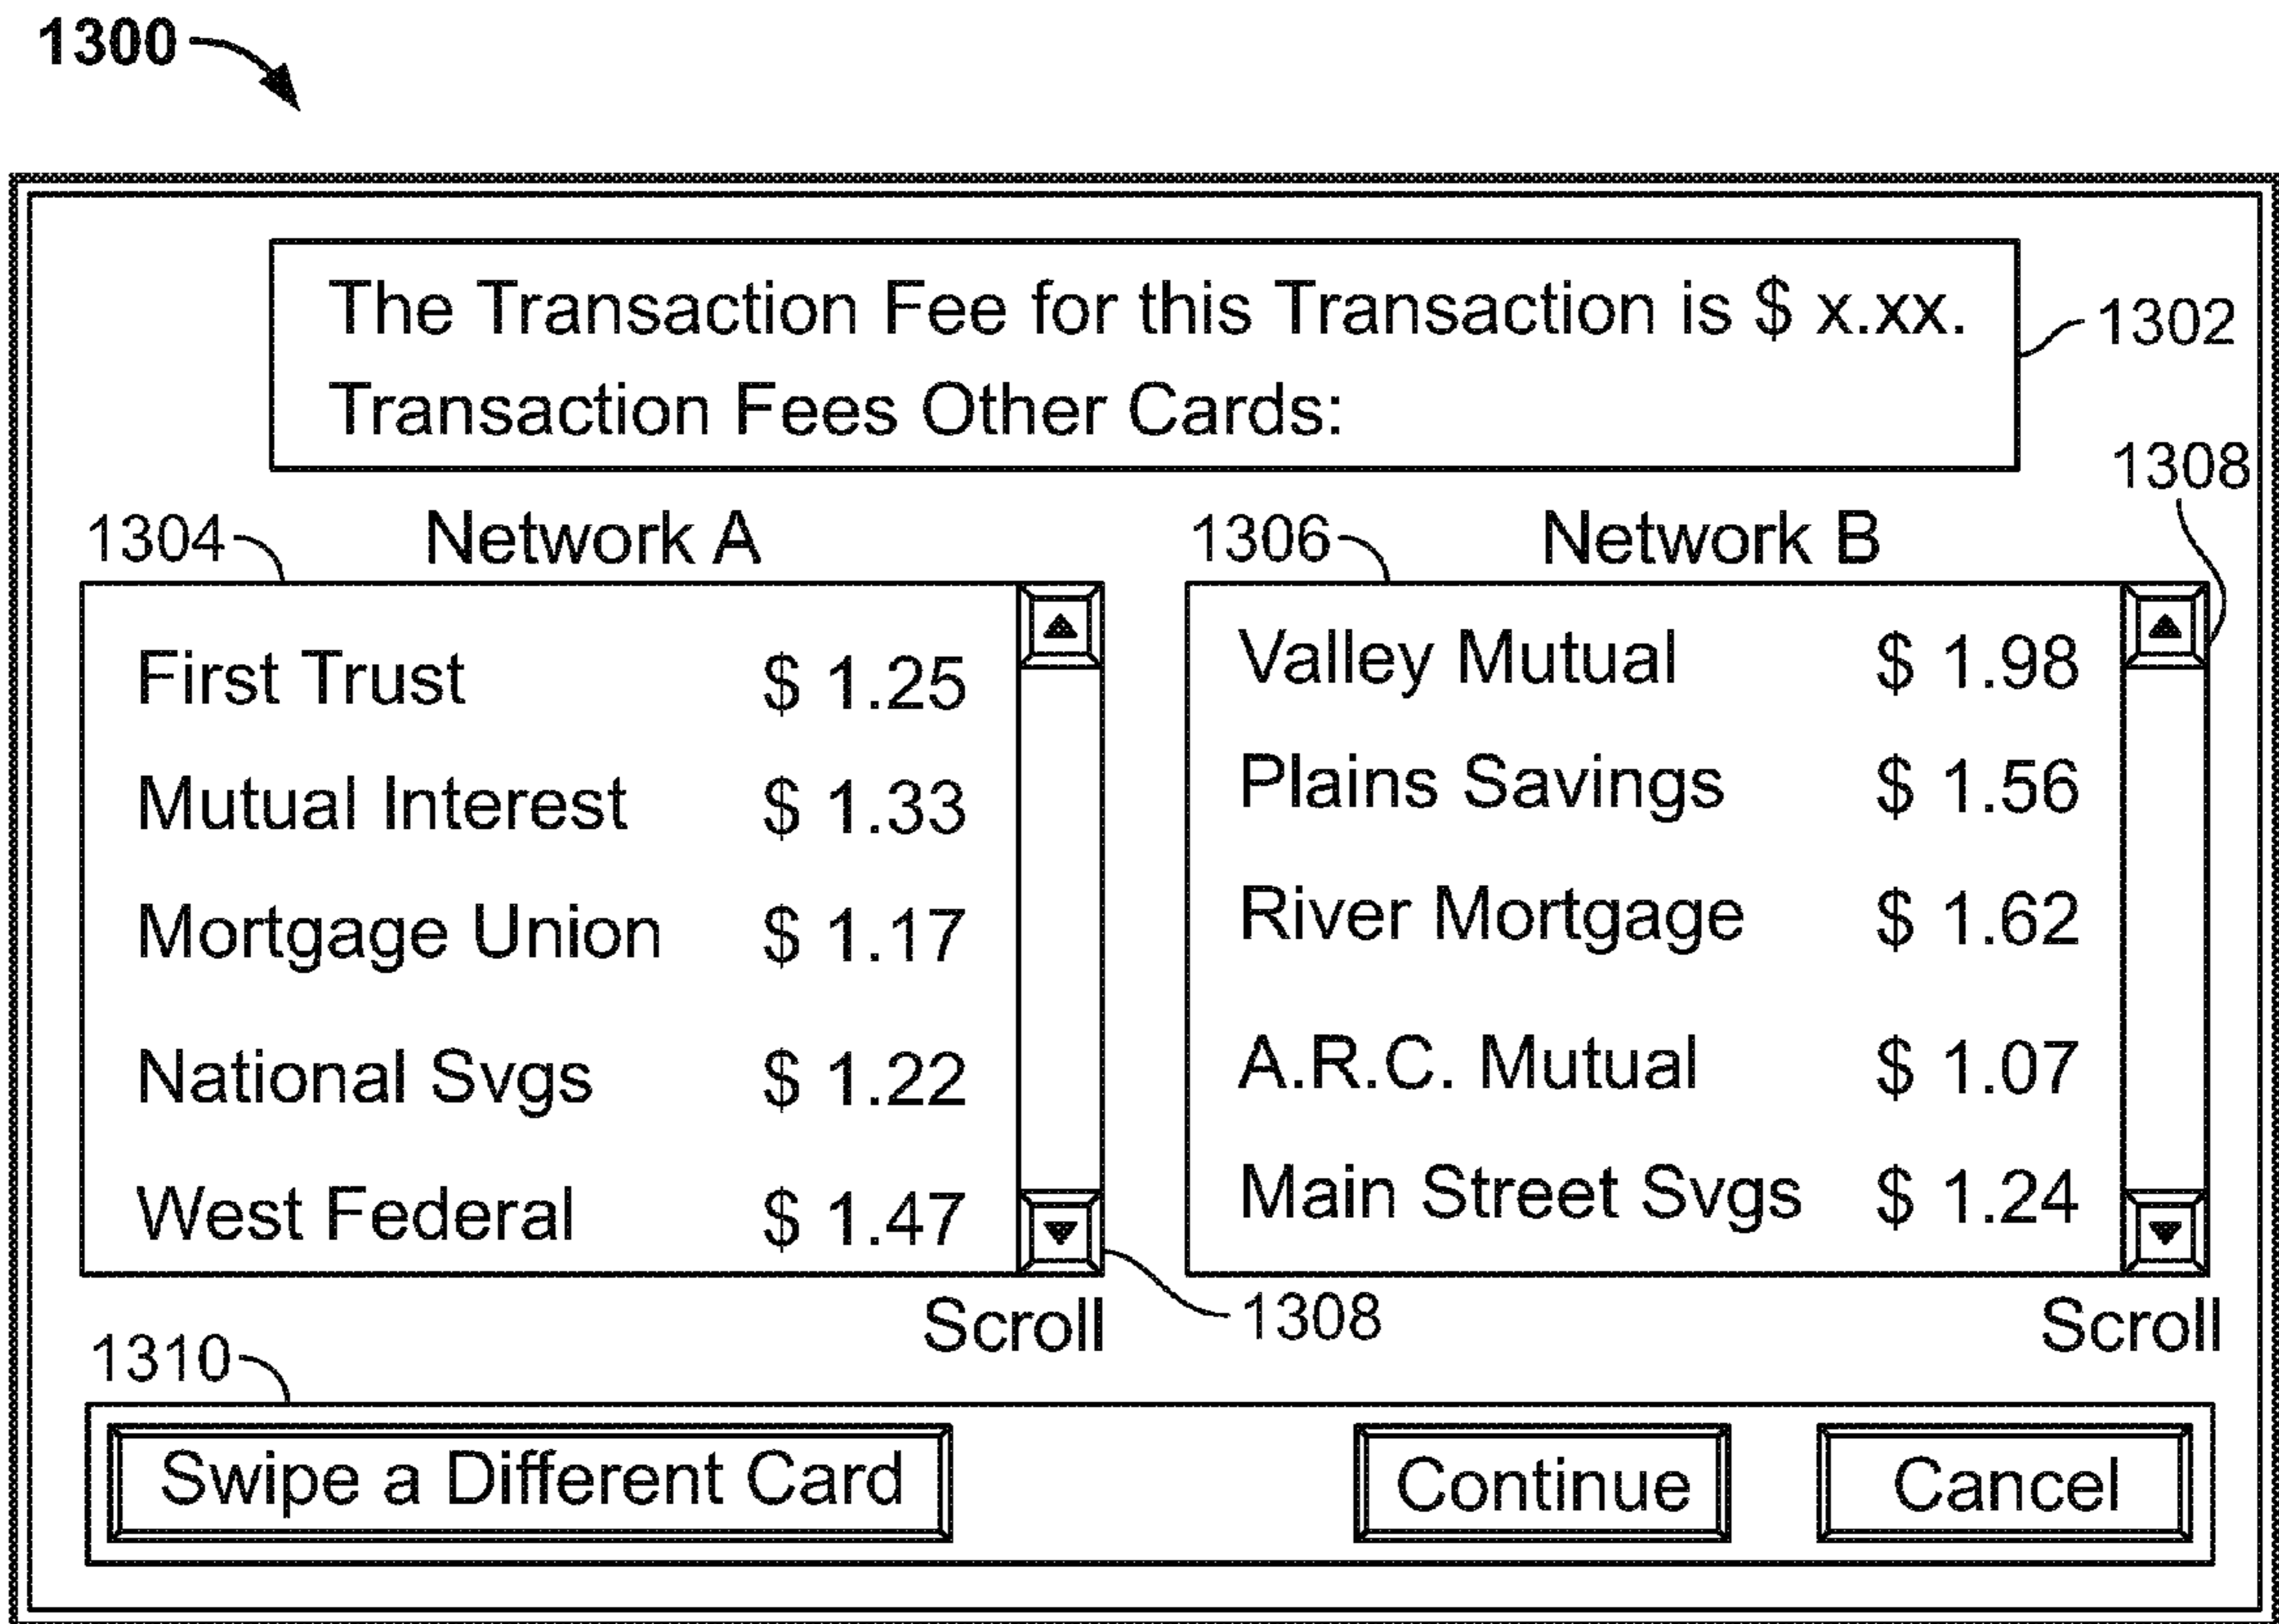 1300
The Transaction Fee for this Transaction is $ x.xx.
Transaction Fees Other Cards:
1302
1308
1304
Network A
1306
Network B
First Trust $ 1.25
Mutual Interest $ 1.33
Mortgage Union $ 1.17
National Svgs $ 1.22
West Federal $ 1.47
Scroll
1308
Valley Mutual $ 1.98
Plains Savings $ 1.56
River Mortgage $ 1.62
A.R.C. Mutual $ 1.07
Main Street Svgs $ 1.24
Scroll
1310
Swipe a Different Card
Continue
Cancel